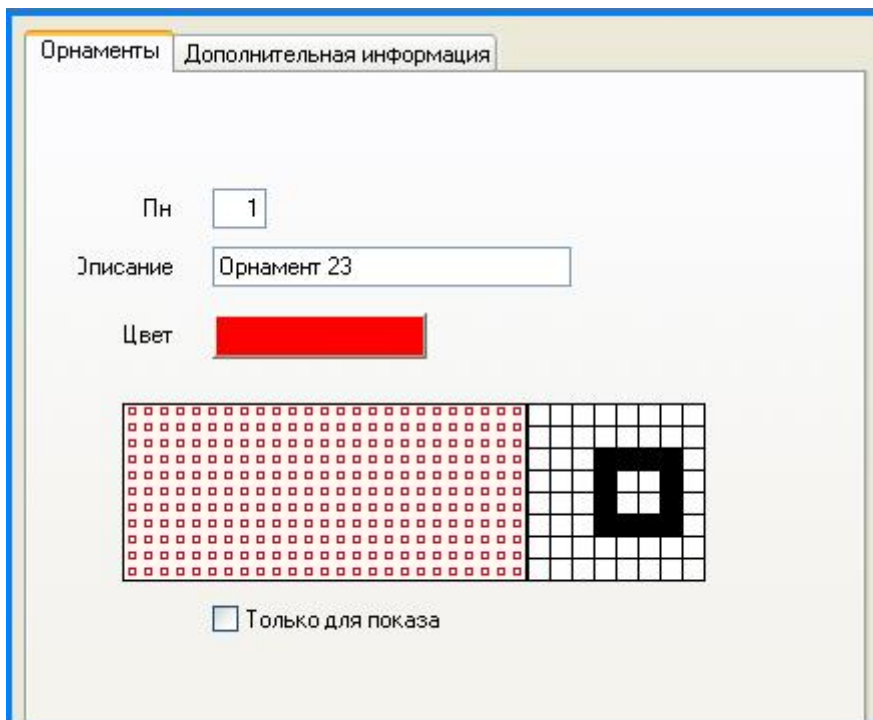 Орнаменты
Дополнительная информация
Пн
1
Описание
Орнамент 23
Цвет
Только для показа